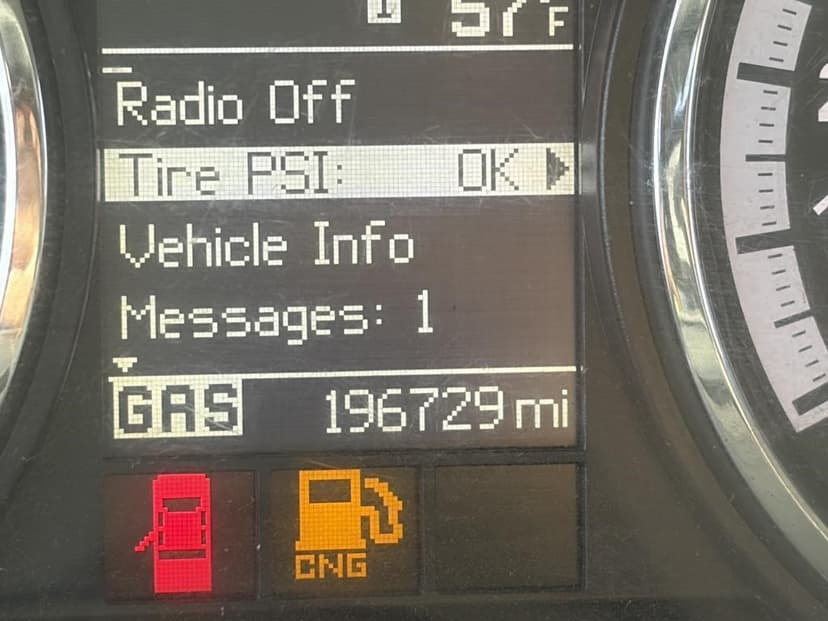 57°F
Radio Off
Tire PSI: OK
Vehicle Info
Messages: 1
GAS 196729 mi
CNG